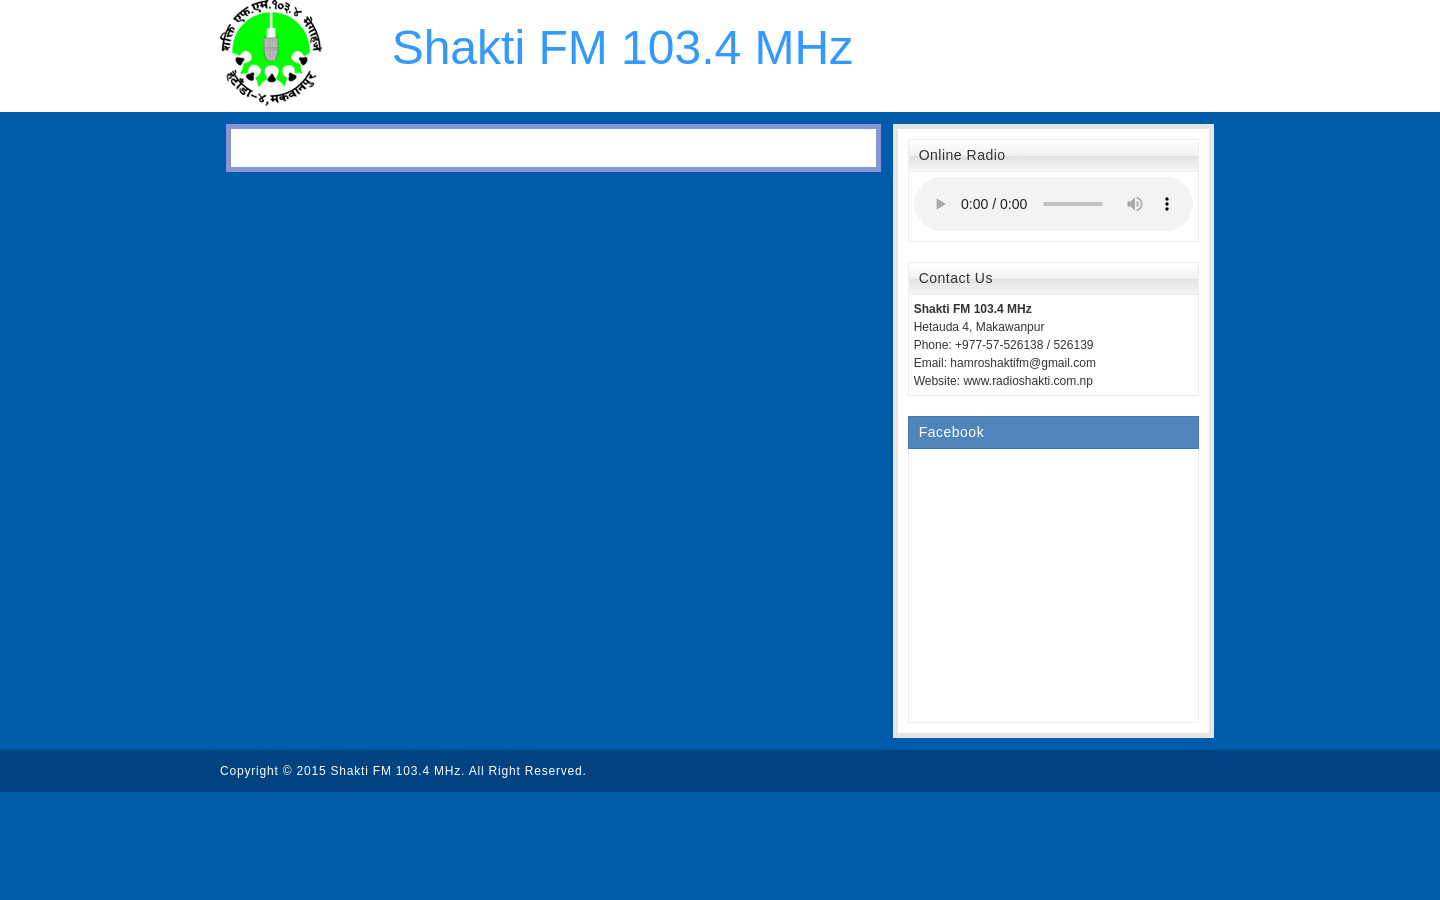 शक्ति एफ.एम.१०३.४ मेगाहर्ज
हेटौंडा-४, मकवानपुर
Shakti FM 103.4 MHz
Online Radio
0:00 / 0:00
Contact Us
Shakti FM 103.4 MHz
Hetauda 4, Makawanpur
Phone: +977-57-526138 / 526139
Email: hamroshaktifm@gmail.com
Website: www.radioshakti.com.np
Facebook
Copyright © 2015 Shakti FM 103.4 MHz. All Right Reserved.